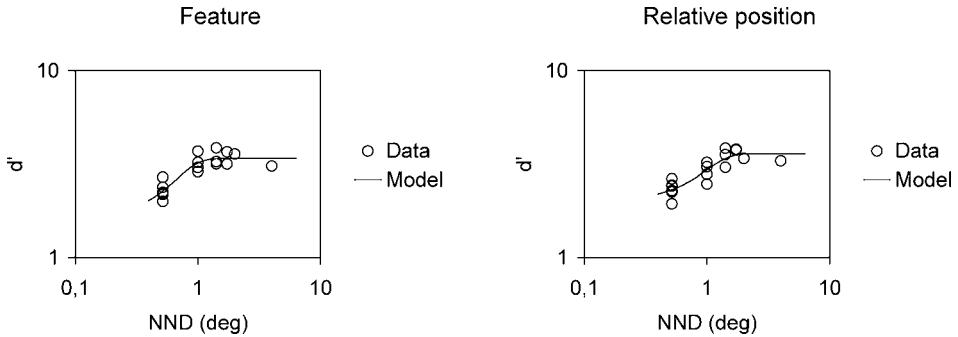 Feature
10
d'
1
0,1
1
10
NND (deg)
Data
Model
Relative position
10
d'
1
0,1
1
10
NND (deg)
Data
Model